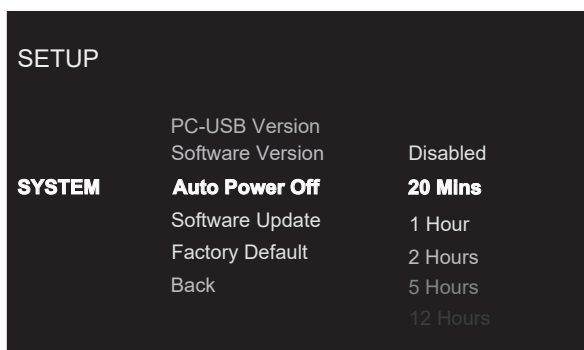 SETUP
PC-USB Version
Software Version Disabled
SYSTEM Auto Power Off 20 Mins
Software Update 1 Hour
Factory Default 2 Hours
Back 5 Hours
12 Hours